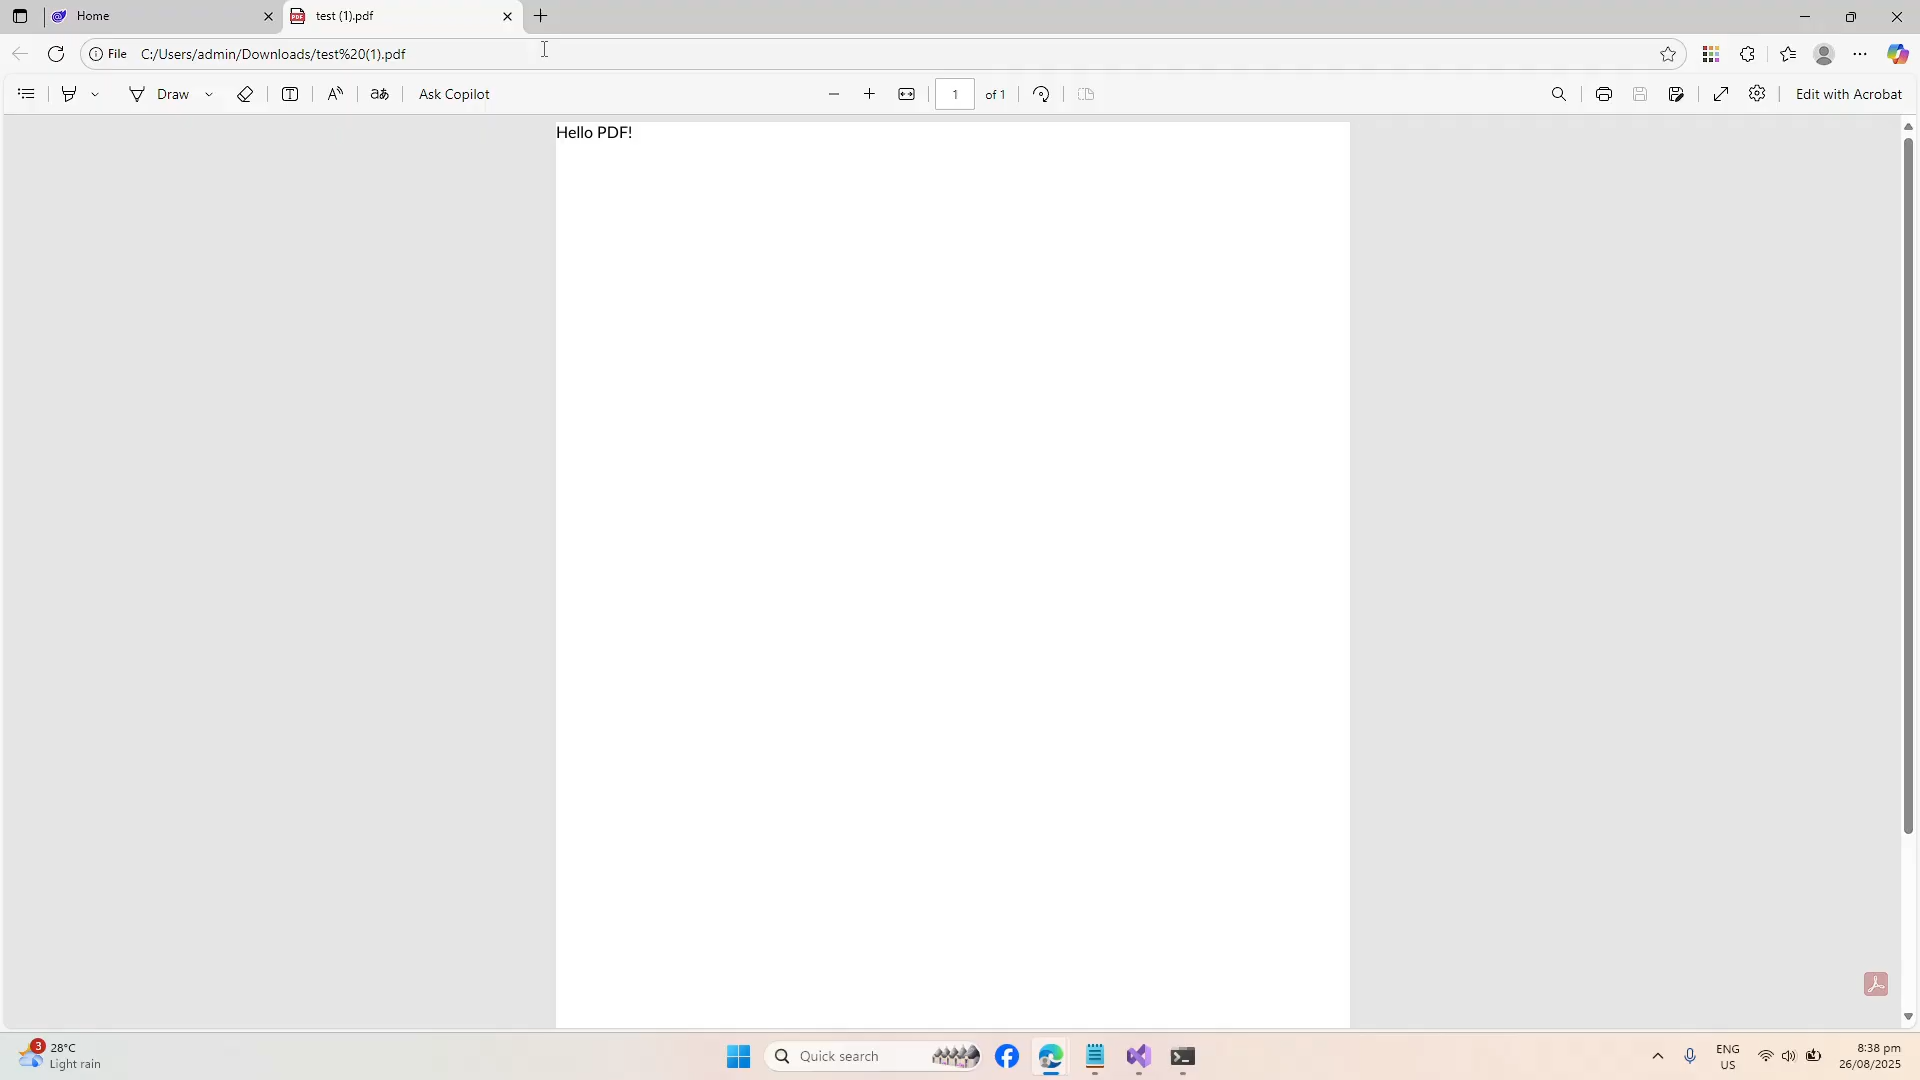 Home
test (1).pdf
File
C:/Users/admin/Downloads/test%20(1).pdf
Draw
Ask Copilot
1
of 1
Edit with Acrobat
Hello PDF!
3
28°C
Light rain
Quick search
ENG
US
8:38 pm
26/08/2025